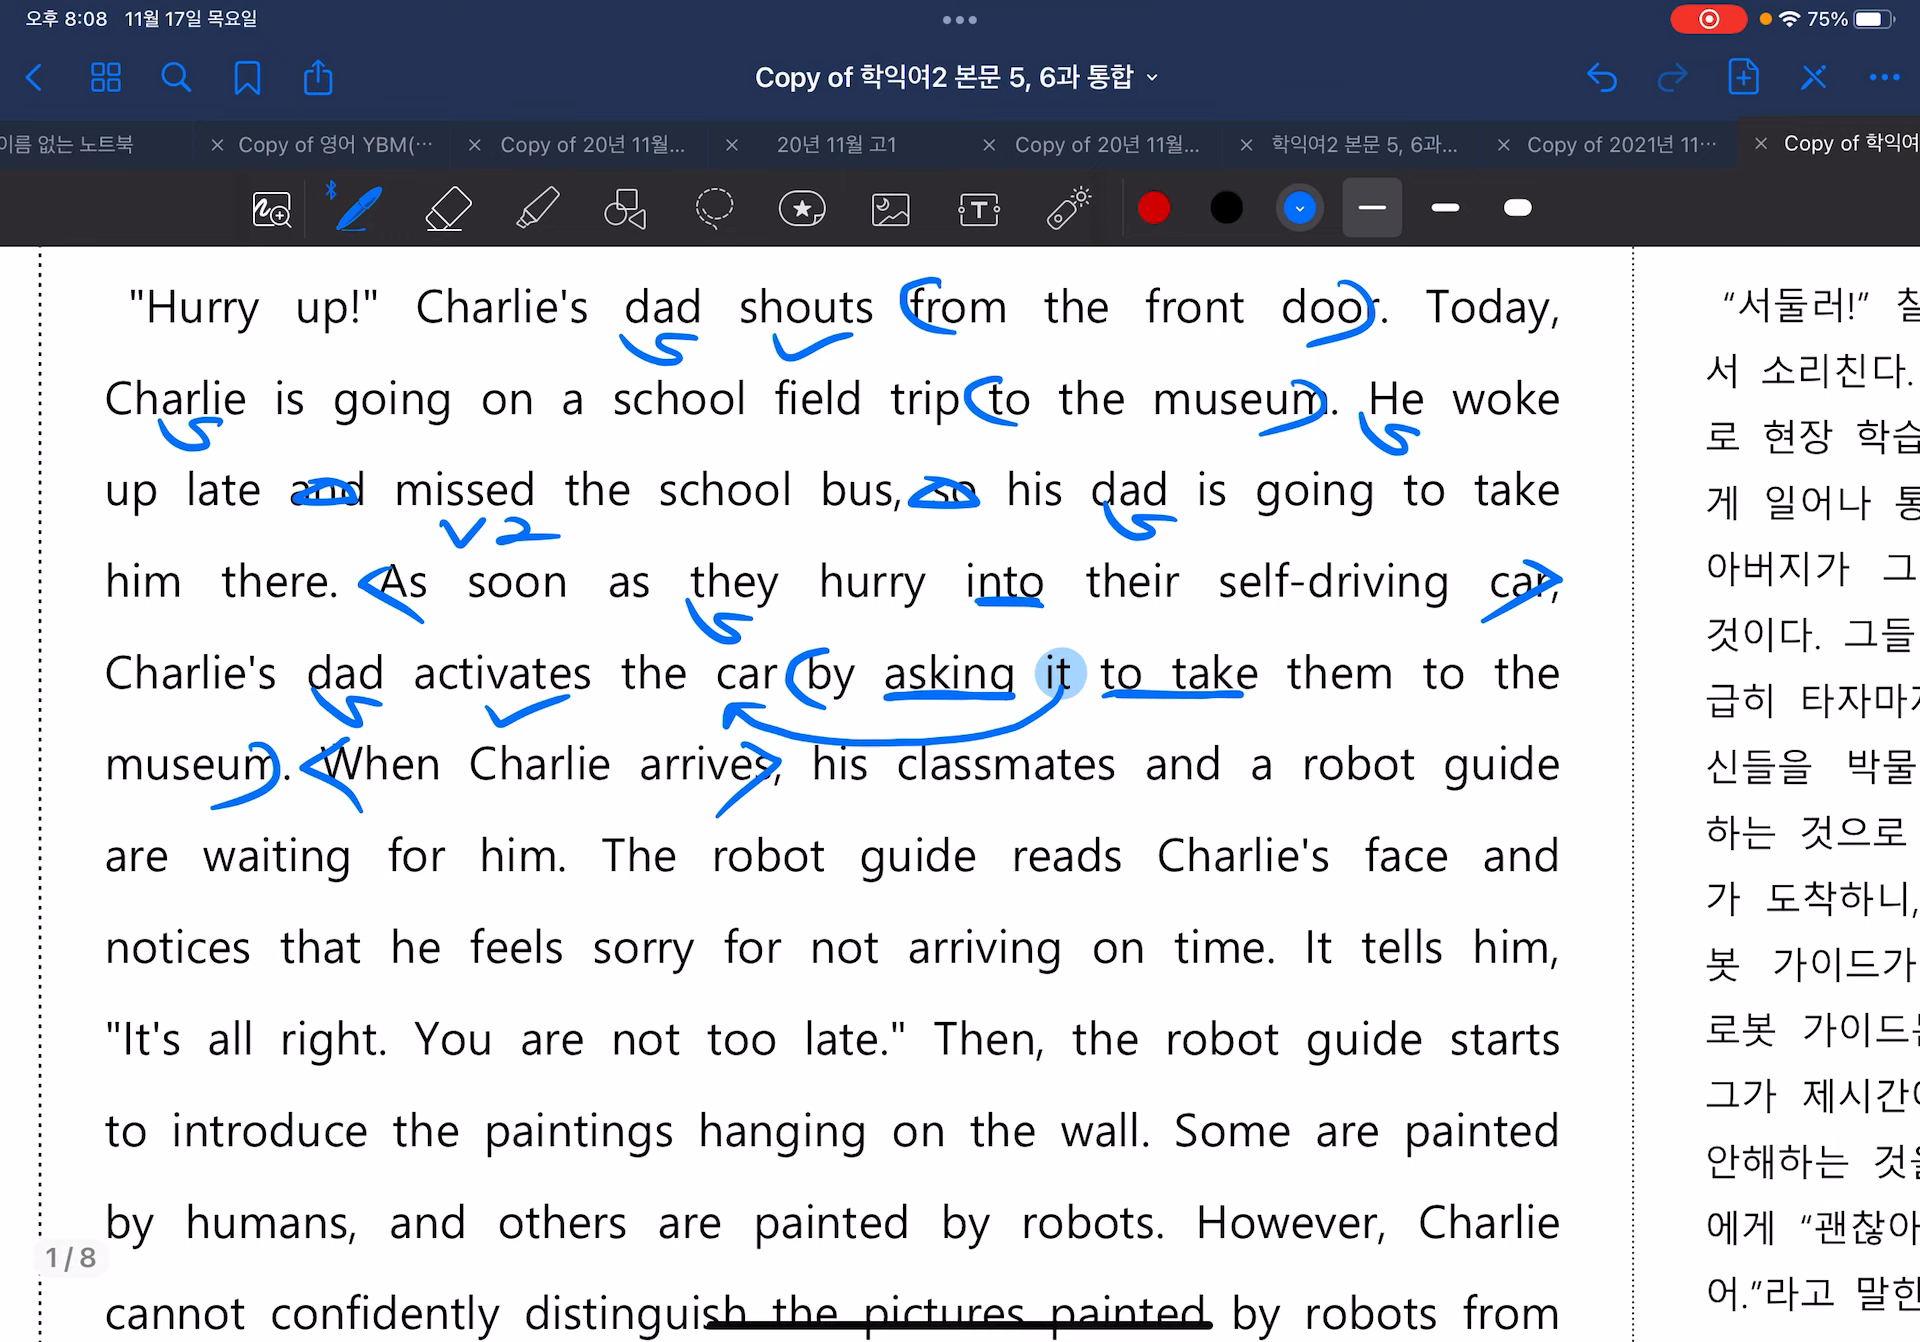 오후 8:08 11월 17일 목요일 75%
Copy of 학익여2 본문 5, 6과 통합
이름 없는 노트북 × Copy of 영어 YBM(… × Copy of 20년 11월... × 20년 11월 고1 × Copy of 20년 11월... × 학익여2 본문 5, 6과... × Copy of 2021년 11… × Copy of 학익여
"Hurry up!" Charlie's dad shouts from the front door. Today,
S S
Charlie is going on a school field trip to the museum. He woke
S S
up late and missed the school bus, so his dad is going to take
V2 S
him there. As soon as they hurry into their self-driving car,
S
Charlie's dad activates the car by asking it to take them to the
S
museum. When Charlie arrives, his classmates and a robot guide
are waiting for him. The robot guide reads Charlie's face and
notices that he feels sorry for not arriving on time. It tells him,
"It's all right. You are not too late." Then, the robot guide starts
to introduce the paintings hanging on the wall. Some are painted
by humans, and others are painted by robots. However, Charlie
1 / 8
cannot confidently distinguish the pictures painted by robots from
“서둘러!” 찰
서 소리친다.
로 현장 학습
게 일어나 통
아버지가 그
것이다. 그들
급히 타자마자
신들을 박물
하는 것으로
가 도착하니,
봇 가이드가
로봇 가이드는
그가 제시간에
안해하는 것을
에게 “괜찮아
어.”라고 말한